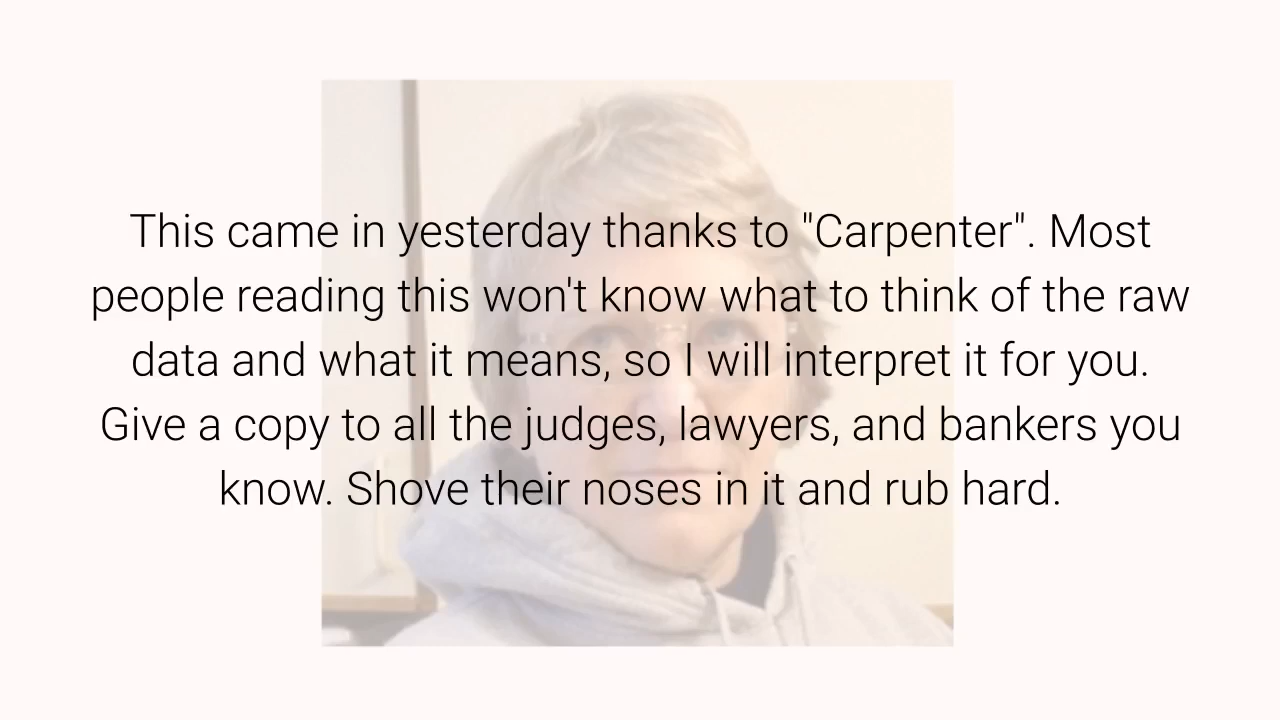 This came in yesterday thanks to "Carpenter". Most
people reading this won't know what to think of the raw
data and what it means, so I will interpret it for you.
Give a copy to all the judges, lawyers, and bankers you
know. Shove their noses in it and rub hard.